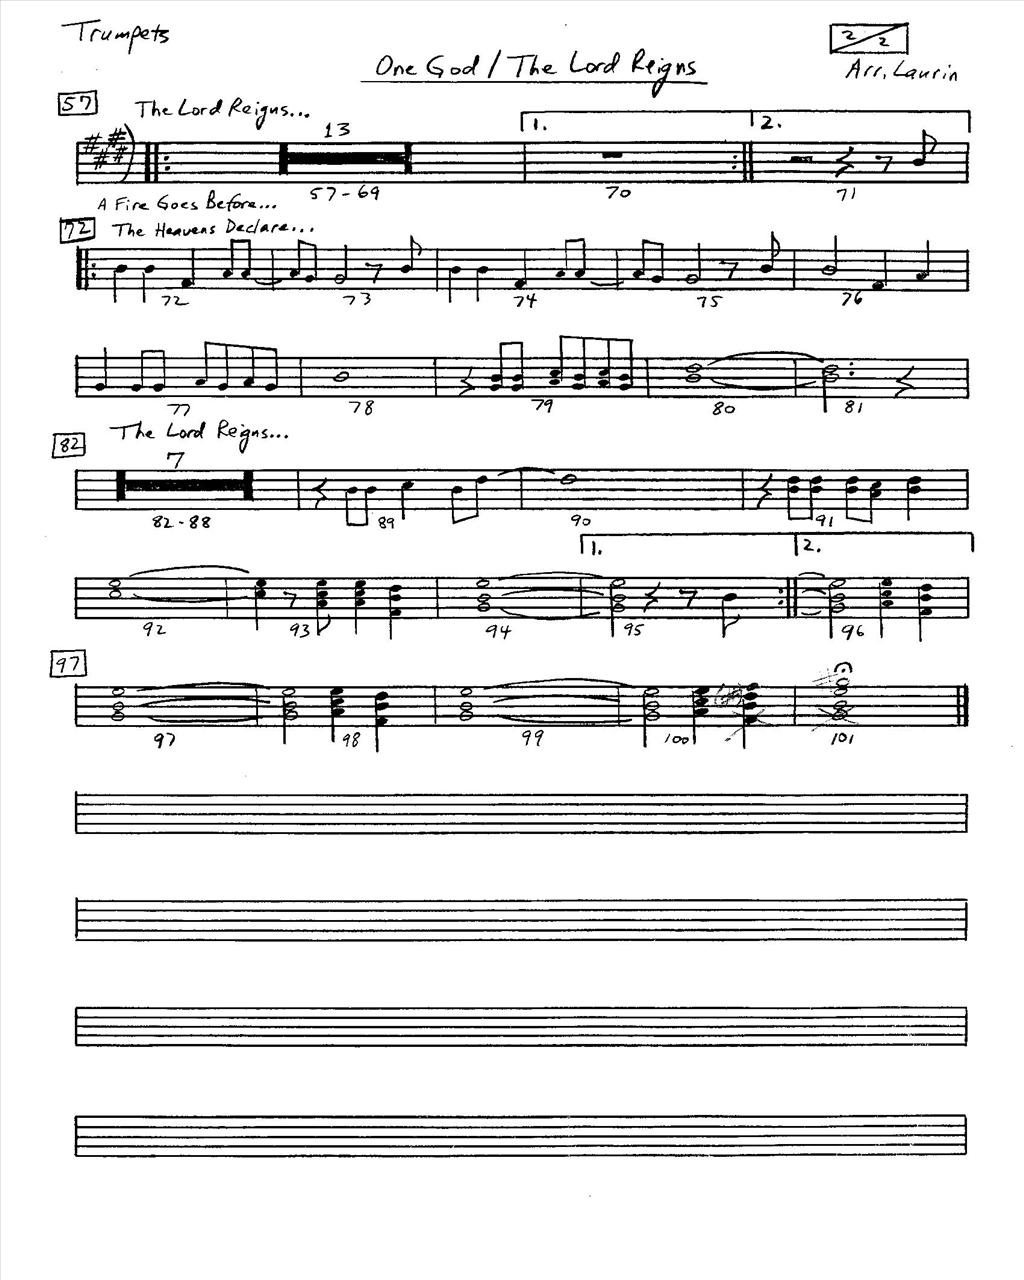 Trumpets
2/2
One God / The Lord Reigns
Arr. Laurin
57 The Lord Reigns...
13 1. 2.
57-69 70 71
A Fire Goes Before...
72 The Heavens Declare...
72 73 74 75 76
77 78 79 80 81
82 The Lord Reigns...
7
82-88 89 90 91
1. 2.
92 93 94 95 96
97
97 98 99 100 101